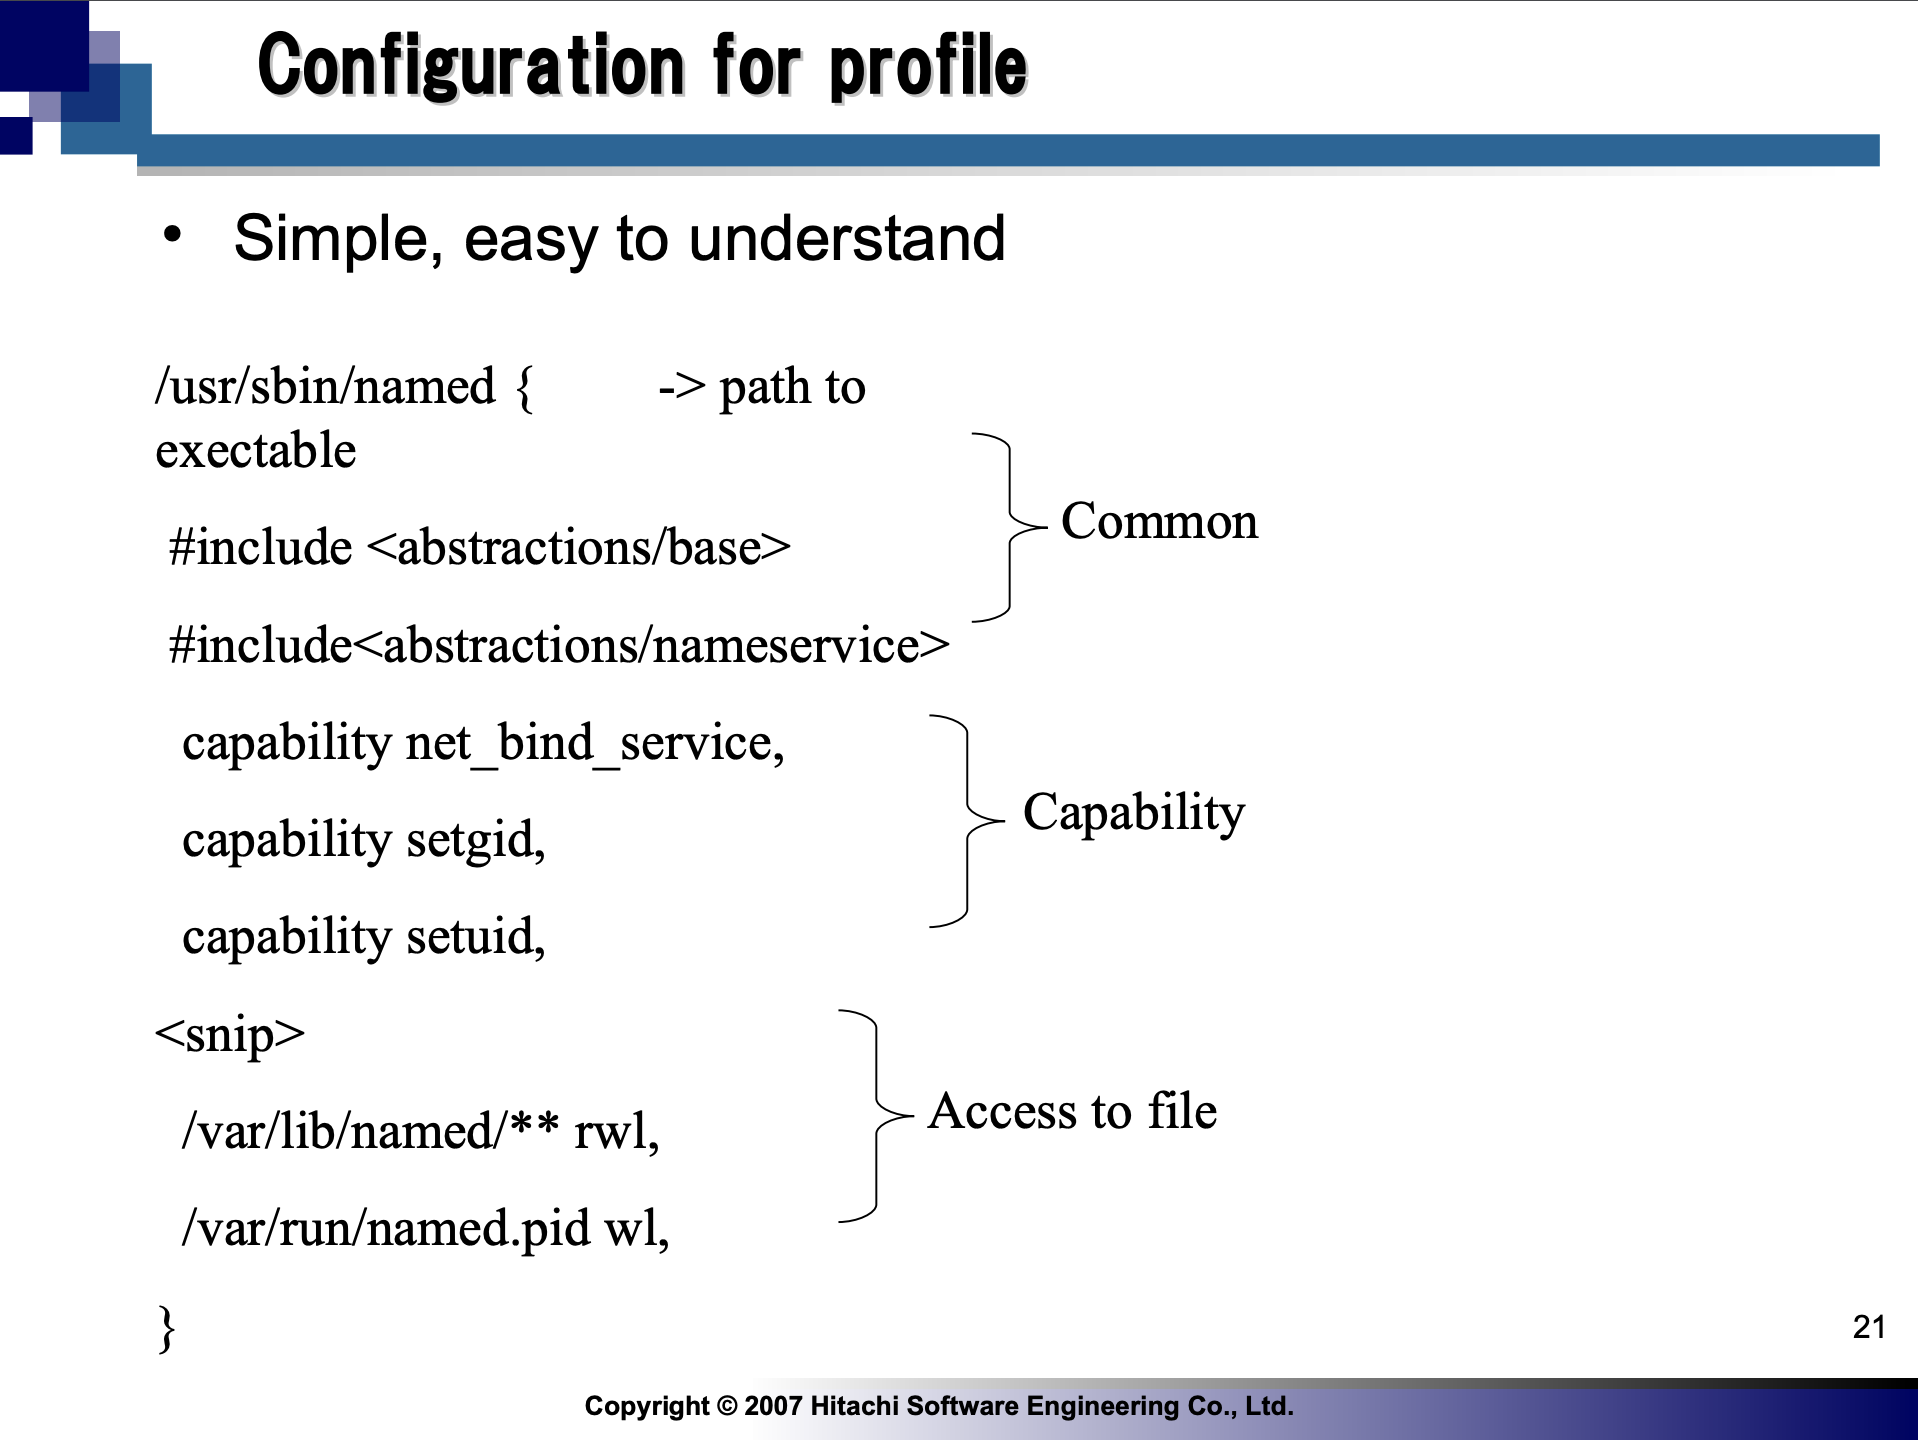 Configuration for profile
• Simple, easy to understand
/usr/sbin/named { -> path to
exectable
#include <abstractions/base>
#include<abstractions/nameservice>
Common
capability net_bind_service,
capability setgid,
capability setuid,
Capability
<snip>
/var/lib/named/** rwl,
/var/run/named.pid wl,
Access to file
}
21
Copyright © 2007 Hitachi Software Engineering Co., Ltd.